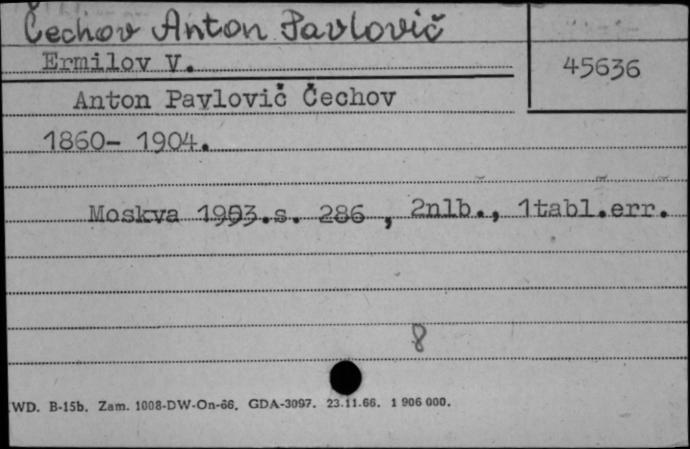 Čechov Anton Pavlovič
Ermilov V.
45636
Anton Pavlovič Čechov
1860- 1904.
Moskva s. 286 , 2nlb., 1tabl.err.
8
WD. B-15b. Zam. 1008-DW-On-66. GDA-3097. 23.11.66. 1 906 000.